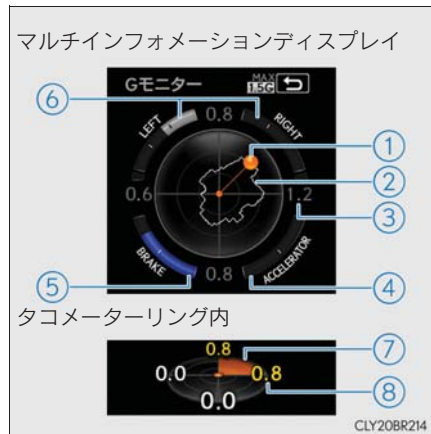 マルチインフォメーションディスプレイ
Gモニター
MAX 1.5G
6
LEFT
0.8
RIGHT
1
2
0.6
1.2
3
BRAKE
0.8
ACCELERATOR
5
4
タコメーターリング内
0.8
7
0.0
0.8
8
0.0
CLY20BR214